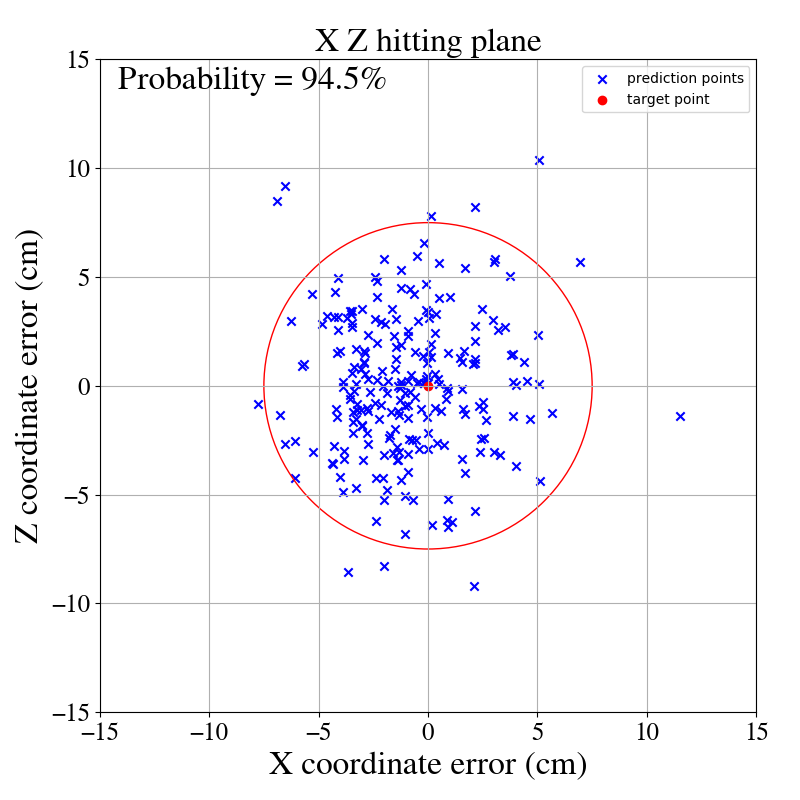 X Z hitting plane
Probability = 94.5%
prediction points
target point
Z coordinate error (cm)
15
10
5
0
−5
−10
−15
−15
−10
−5
0
5
10
15
X coordinate error (cm)